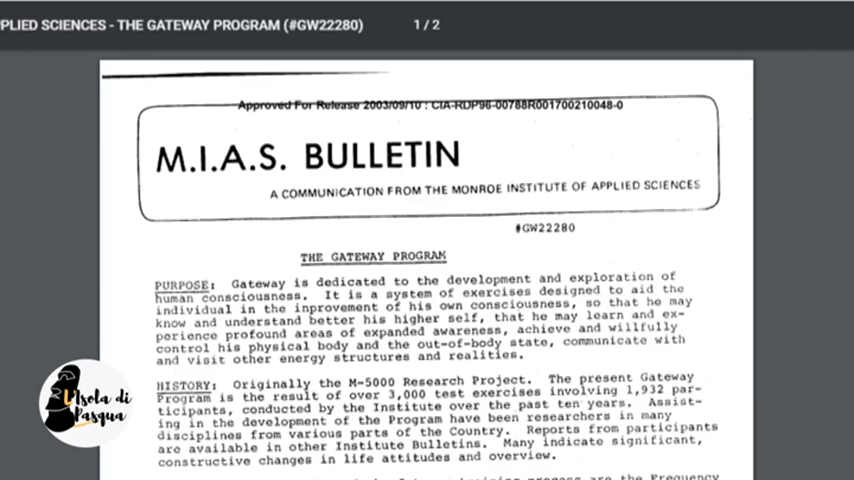 PLIED SCIENCES - THE GATEWAY PROGRAM (#GW22280) 1 / 2
Approved For Release 2003/09/10 : CIA-RDP96-00788R001700210048-0
M.I.A.S. BULLETIN
A COMMUNICATION FROM THE MONROE INSTITUTE OF APPLIED SCIENCES
#GW22280
THE GATEWAY PROGRAM
PURPOSE: Gateway is dedicated to the development and exploration of
human consciousness. It is a system of exercises designed to aid the
individual in the inprovement of his own consciousness, so that he may
know and understand better his higher self, that he may learn and ex-
perience profound areas of expanded awareness, achieve and willfully
control his physical body and the out-of-body state, communicate with
and visit other energy structures and realities.
HISTORY: Originally the M-5000 Research Project. The present Gateway
Program is the result of over 3,000 test exercises involving 1,932 par-
ticipants, conducted by the Institute over the past ten years. Assist-
ing in the development of the Program have been researchers in many
disciplines from various parts of the Country. Reports from participants
are available in other Institute Bulletins. Many indicate significant,
constructive changes in life attitudes and overview.
training process are the Frequency
L'Isola di
Pasqua